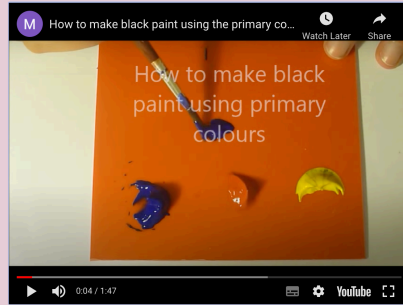 M
How to make black paint using the primary co...
Watch Later
Share
How to make black
paint using primary
colours
0:04 / 1:47
YouTube